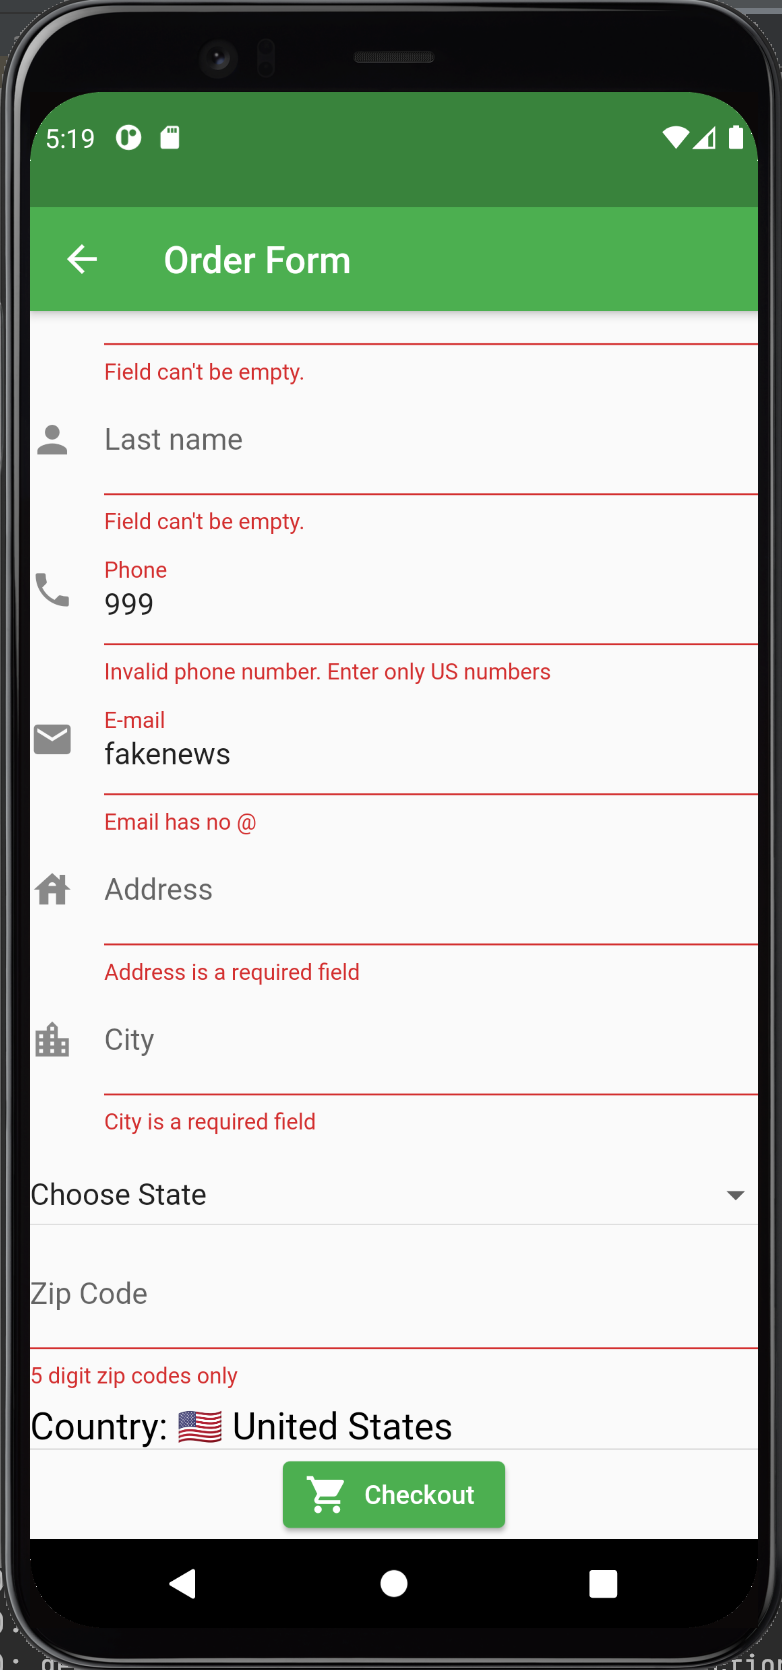 5:19
Order Form
Field can't be empty.
Last name
Field can't be empty.
Phone
999
Invalid phone number. Enter only US numbers
E-mail
fakenews
Email has no @
Address
Address is a required field
City
City is a required field
Choose State
Zip Code
5 digit zip codes only
Country: 🇺🇸 United States
Checkout